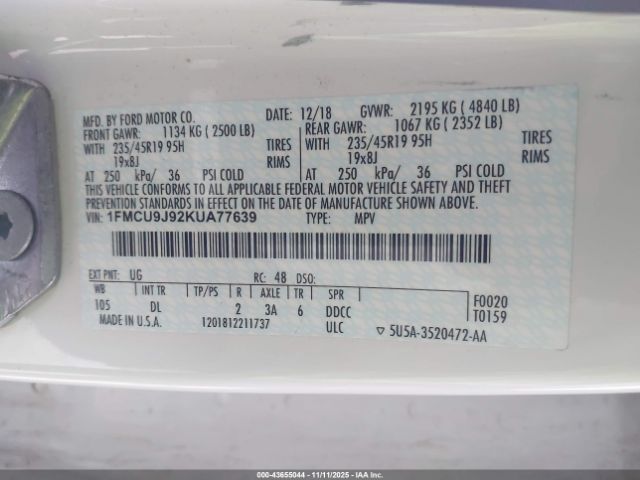 MFD. BY FORD MOTOR CO. 12/18 GVWR: 2195 KG ( 4840 LB)
FRONT GAWR: 1134 KG ( 2500 LB) REAR GAWR: 1067 KG ( 2352 LB)
WITH 235/45R19 95H TIRES WITH 235/45R19 95H TIRES
19x8J RIMS 19x8J RIMS
AT 250 kPa/ 36 PSI COLD AT 250 kPa/ 36 PSI COLD
THIS VEHICLE CONFORMS TO ALL APPLICABLE FEDERAL MOTOR VEHICLE SAFETY AND THEFT
PREVENTION STANDARDS IN EFFECT ON THE DATE OF MANUFACTURE SHOWN ABOVE.
VIN: 1FMCU9J92KUA77639 TYPE: MPV
EXT PNT: UG RC: 48 DSO: F0020
WB INT TR TP/PS R AXLE TR SPR T0159
105 DL 2 3A 6 DDCC
MADE IN U.S.A. 1201812211737 ULC ▽ 5U5A-3520472-AA
000-43655044 - 11/11/2025 - IAAI.CA